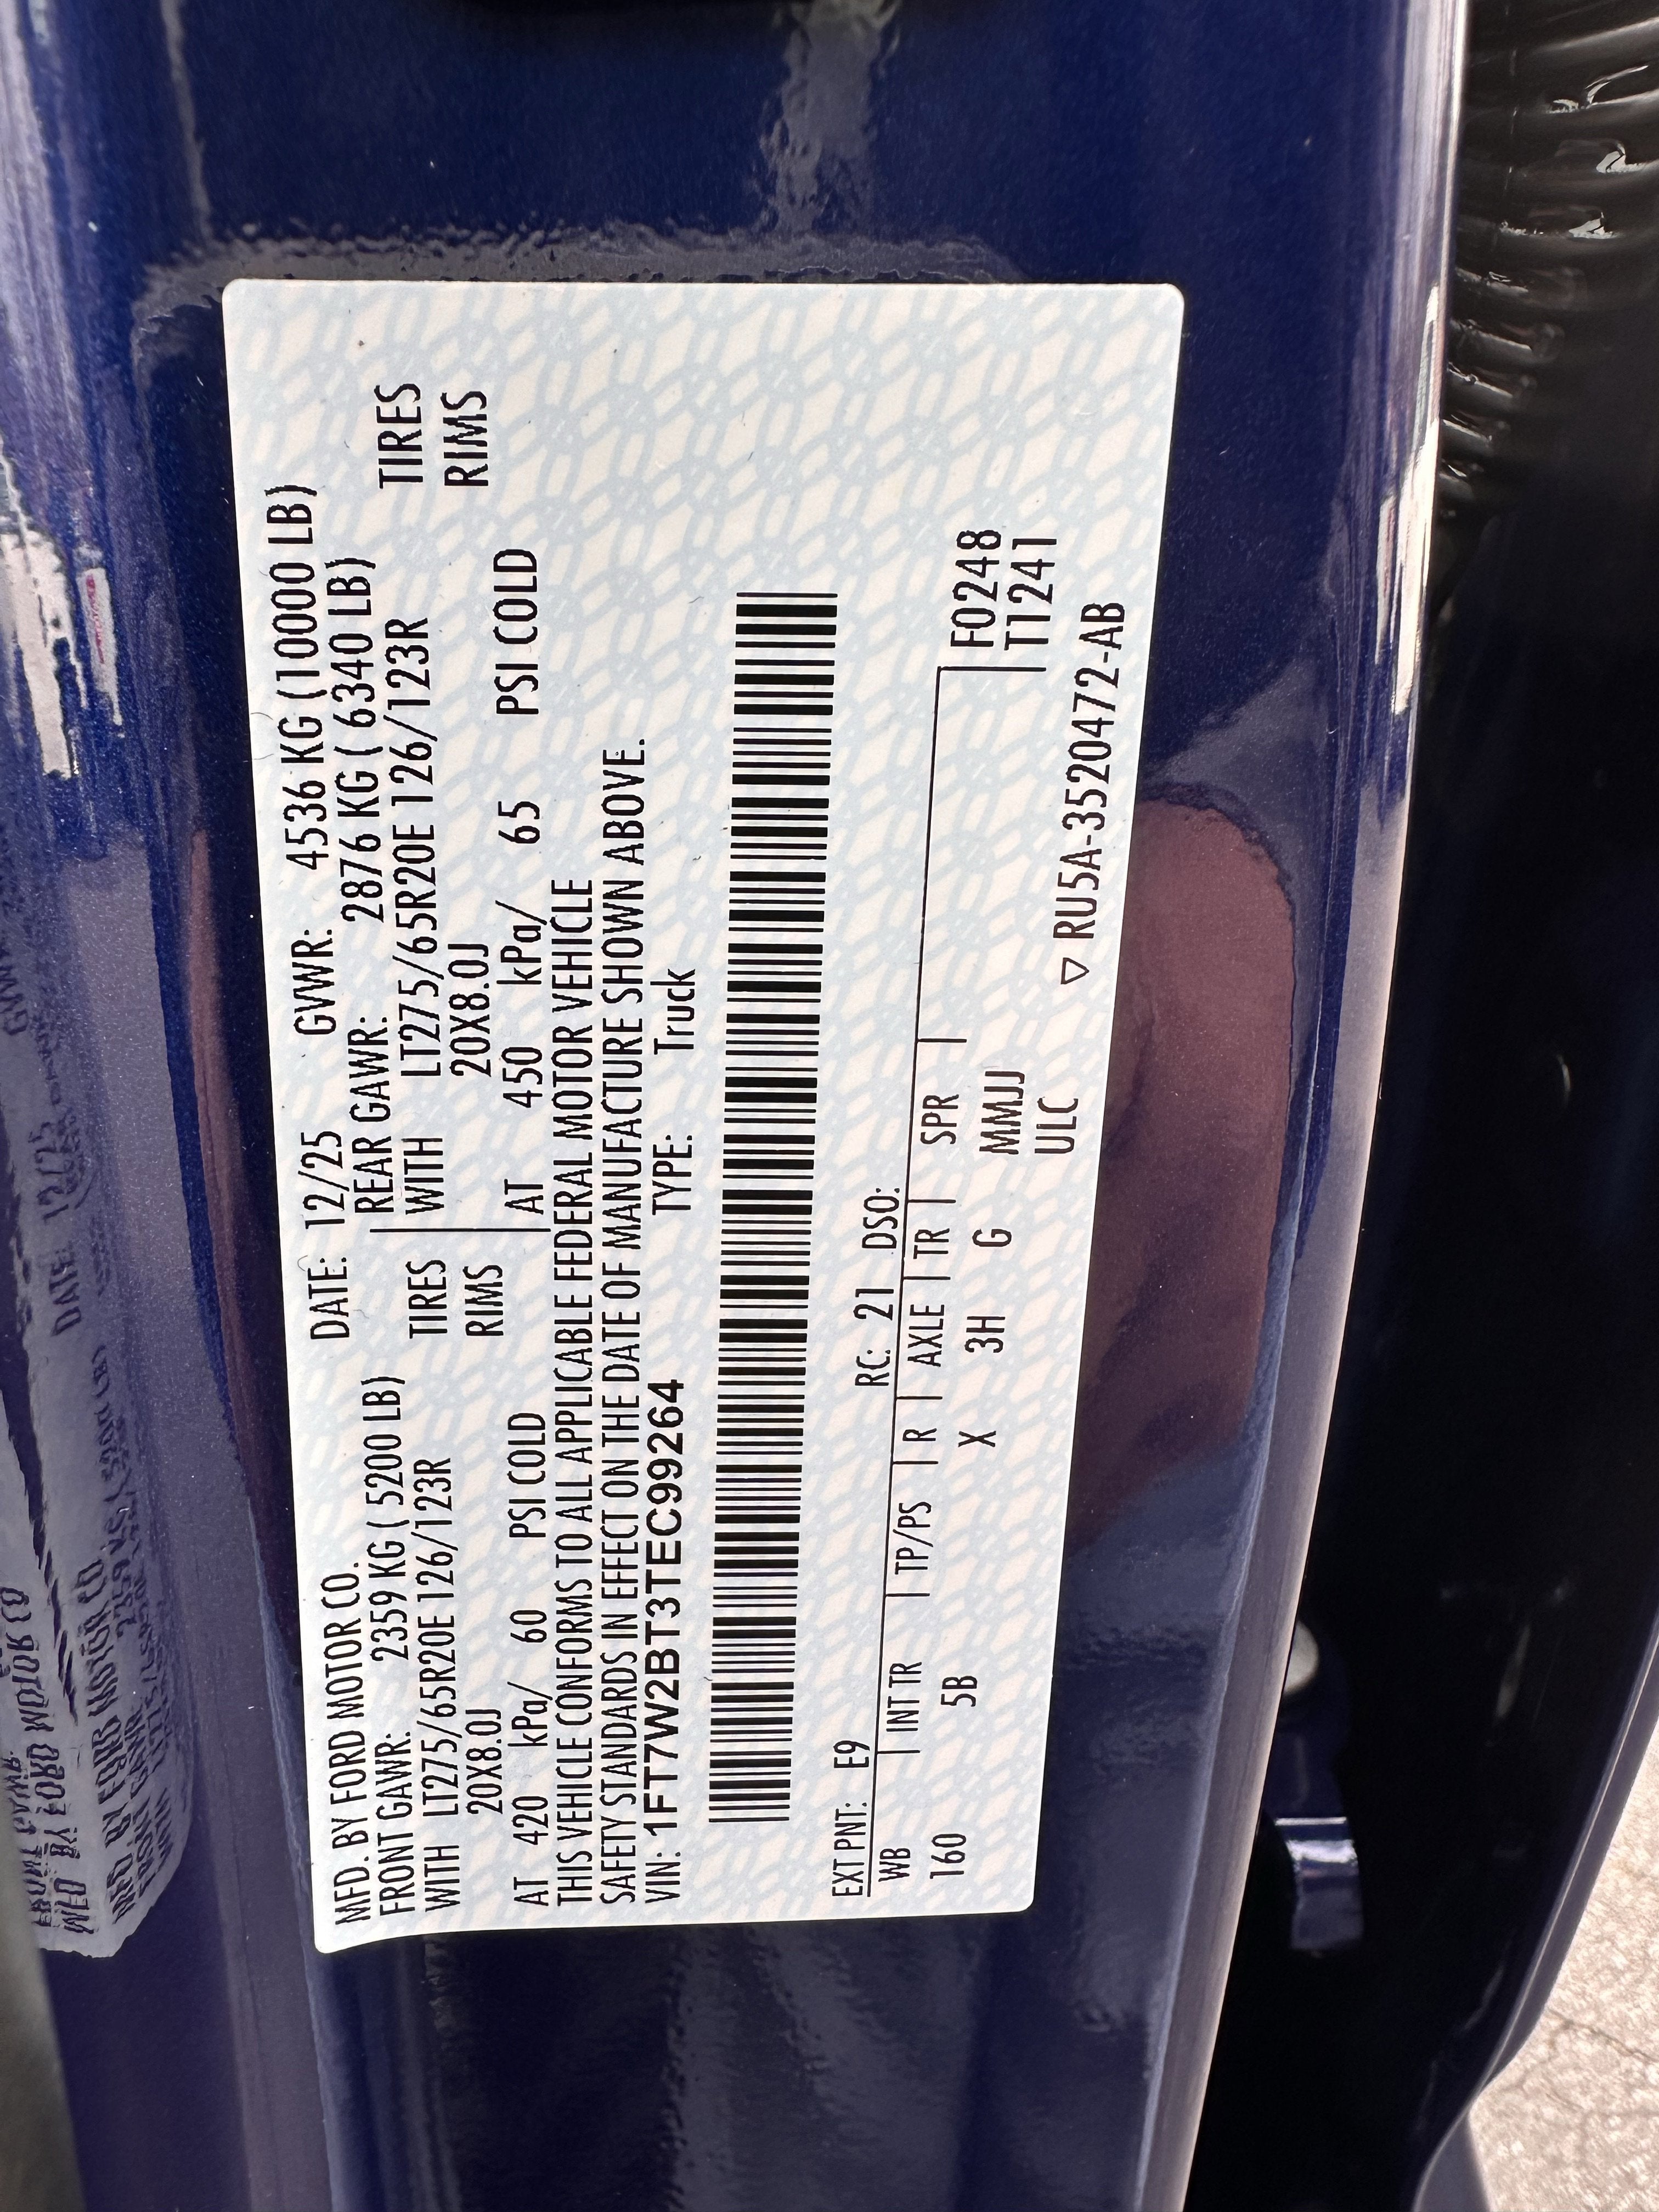 MFD. BY FORD MOTOR CO.
DATE: 12/25 GVWR: 4536 KG (10000 LB)
FRONT GAWR: 2359 KG ( 5200 LB)
REAR GAWR: 2876 KG ( 6340 LB)
WITH LT275/65R20E 126/123R TIRES
WITH LT275/65R20E 126/123R TIRES
20X8.0J RIMS
20X8.0J RIMS
AT 420 kPa/ 60 PSI COLD
AT 450 kPa/ 65 PSI COLD
THIS VEHICLE CONFORMS TO ALL APPLICABLE FEDERAL MOTOR VEHICLE
SAFETY STANDARDS IN EFFECT ON THE DATE OF MANUFACTURE SHOWN ABOVE.
VIN: 1FT7W2BT3TEC99264 TYPE: Truck
EXT PNT: E9 RC: 21 DSO:
WB INT TR TP/PS R AXLE TR SPR
160 5B X 3H G MMJJ
ULC
F0248
T1241
▽ RU5A-3520472-AB